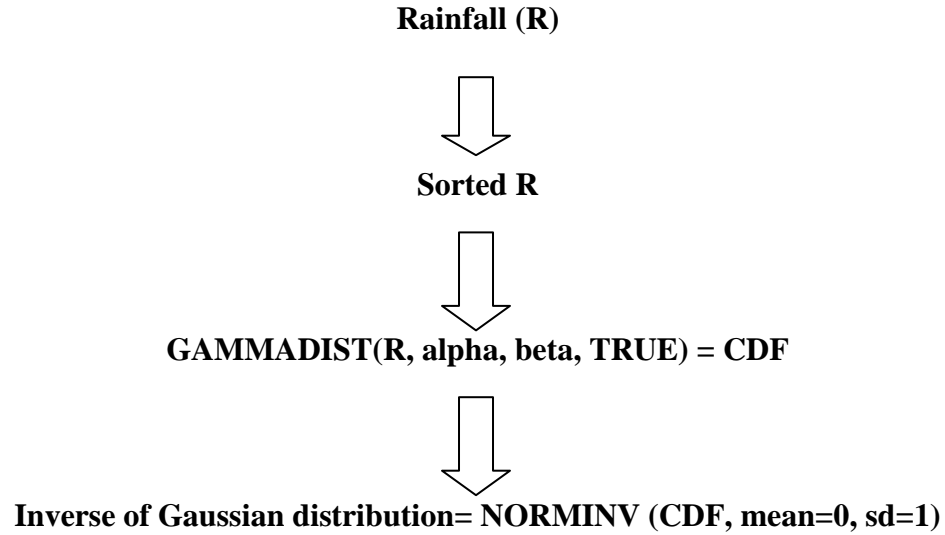 Rainfall (R)
Sorted R
GAMMADIST(R, alpha, beta, TRUE) = CDF
Inverse of Gaussian distribution= NORMINV (CDF, mean=0, sd=1)